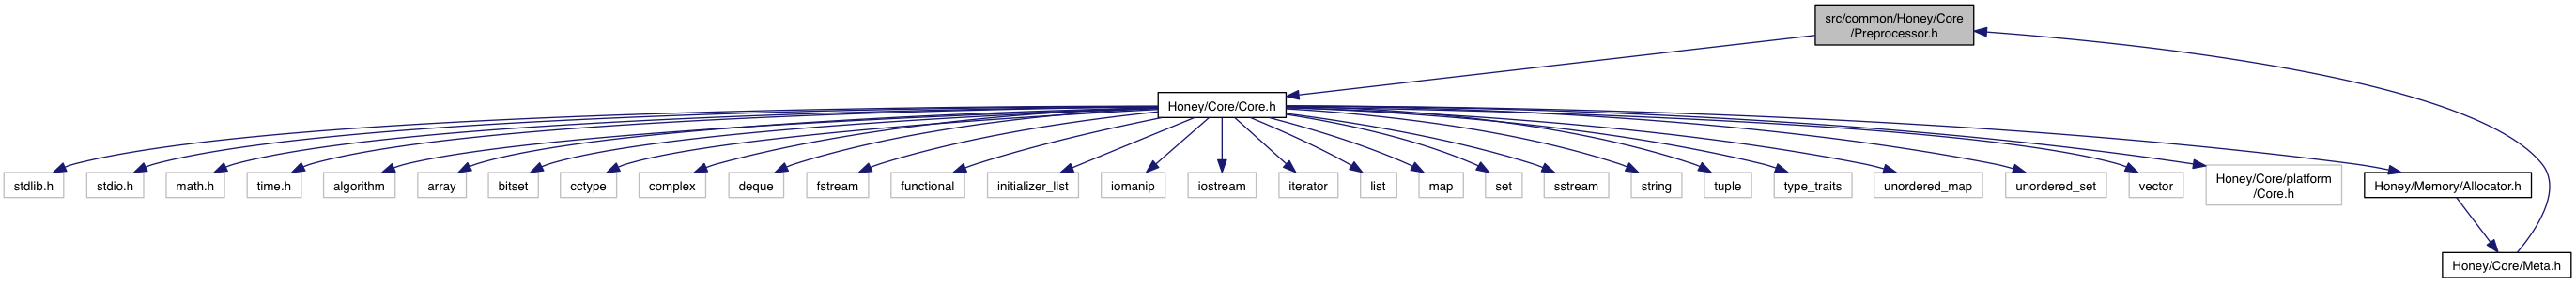 src/common/Honey/Core
/Preprocessor.h
Honey/Core/Core.h
stdlib.h
stdio.h
math.h
time.h
algorithm
array
bitset
cctype
complex
deque
fstream
functional
initializer_list
iomanip
iostream
iterator
list
map
set
sstream
string
tuple
type_traits
unordered_map
unordered_set
vector
Honey/Core/platform
/Core.h
Honey/Memory/Allocator.h
Honey/Core/Meta.h